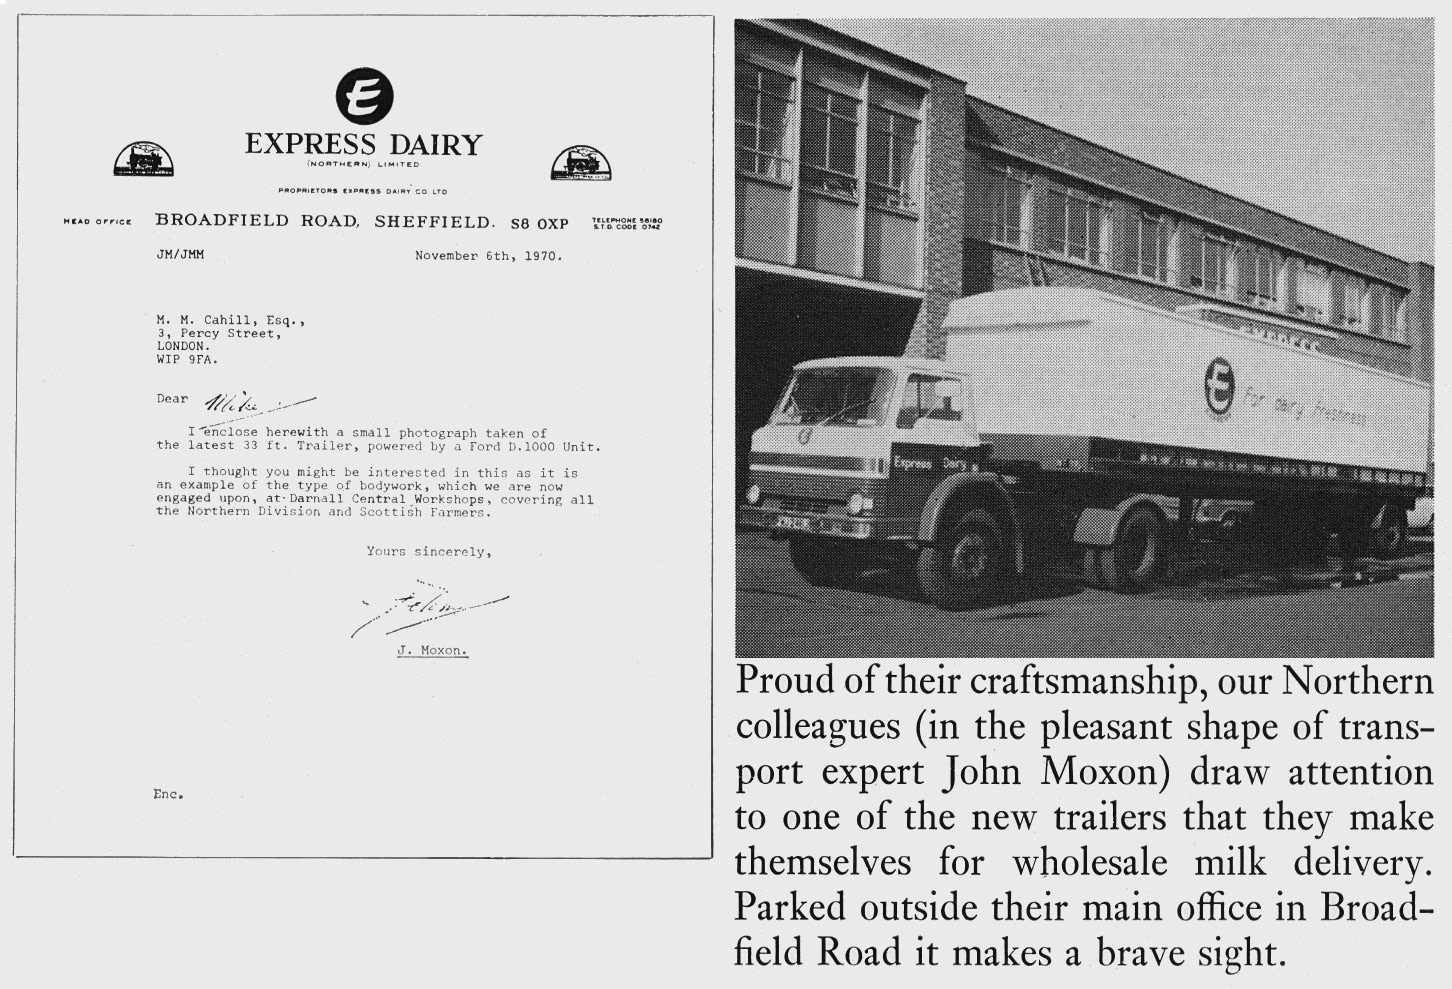 E
EXPRESS DAIRY
(NORTHERN) LIMITED
PROPRIETORS EXPRESS DAIRY CO. LTD
HEAD OFFICE BROADFIELD ROAD, SHEFFIELD. S8 0XP
TELEPHONE 58180
S.T.D. CODE 0742
JM/JMM November 6th, 1970.
M. M. Cahill, Esq.,
3, Percy Street,
LONDON.
WIP 9FA.
Dear Mike
I enclose herewith a small photograph taken of
the latest 33 ft. Trailer, powered by a Ford D.1000 Unit.
I thought you might be interested in this as it is
an example of the type of bodywork, which we are now
engaged upon, at Darnall Central Workshops, covering all
the Northern Division and Scottish Farmers.
Yours sincerely,
John
J. Moxon.
Enc.
EXPRESS
E For dairy freshness
Express Dairy
Proud of their craftsmanship, our Northern
colleagues (in the pleasant shape of trans-
port expert John Moxon) draw attention
to one of the new trailers that they make
themselves for wholesale milk delivery.
Parked outside their main office in Broad-
field Road it makes a brave sight.